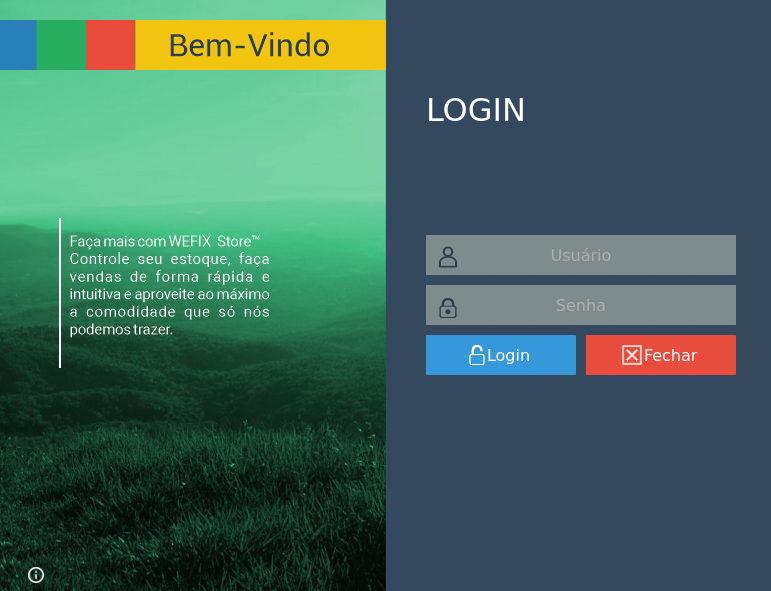 Bem-Vindo
LOGIN
Faça mais com WEFIX Store™
Controle seu estoque, faça
vendas de forma rápida e
intuitiva e aproveite ao máximo
a comodidade que só nós
podemos trazer.
Usuário
Senha
Login
Fechar